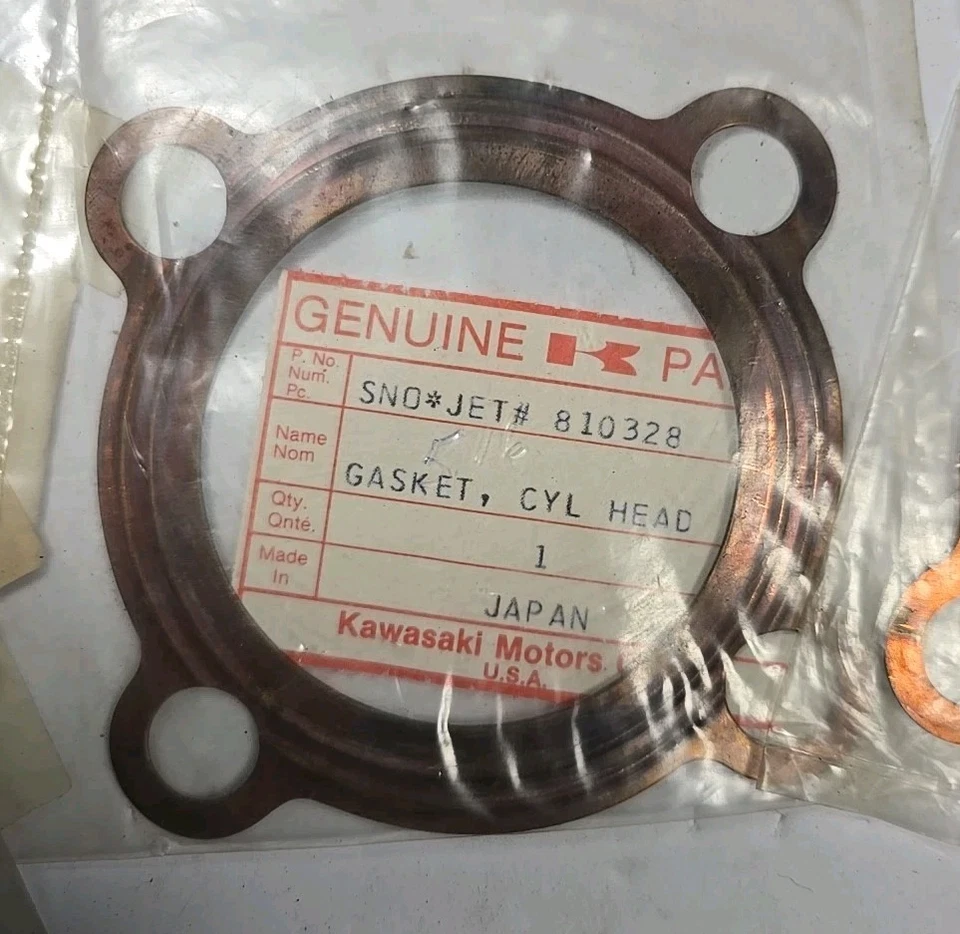 GENUINE PA
P. No.
Num.
Pc.
SNO*JET# 810328
Name
Nom
GASKET, CYL HEAD
Qty.
Qnté.
1
Made
In
JAPAN
Kawasaki Motors
U.S.A.